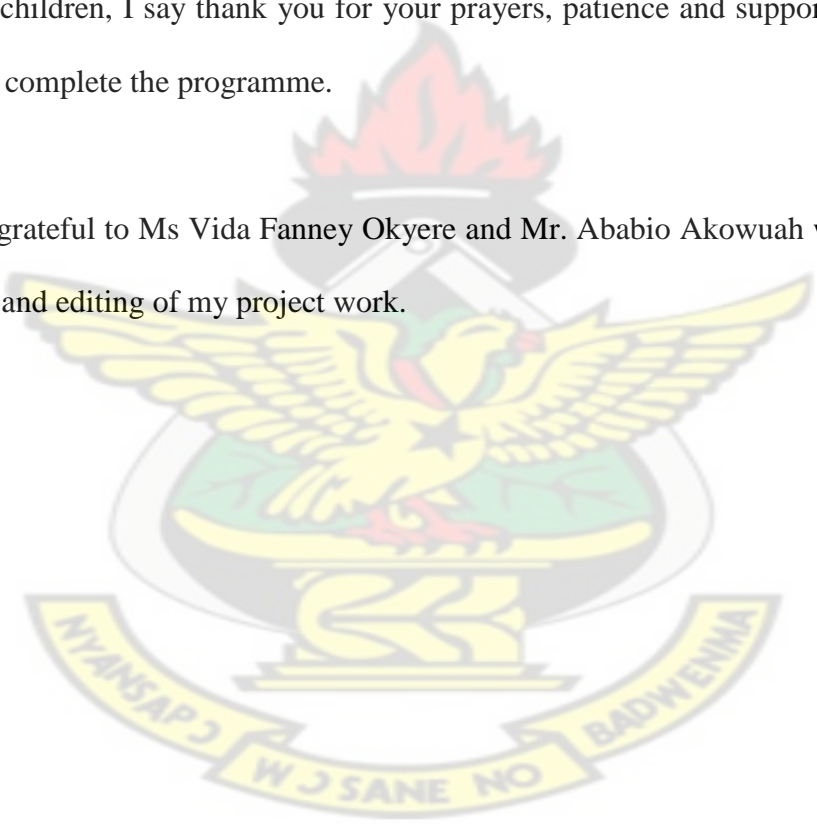 children, I say thank you for your prayers, patience and suppor
complete the programme.
grateful to Ms Vida Fanney Okyere and Mr. Ababio Akowuah
and editing of my project work.
NYANSAPƆ WƆ SANE NO BADWENMA